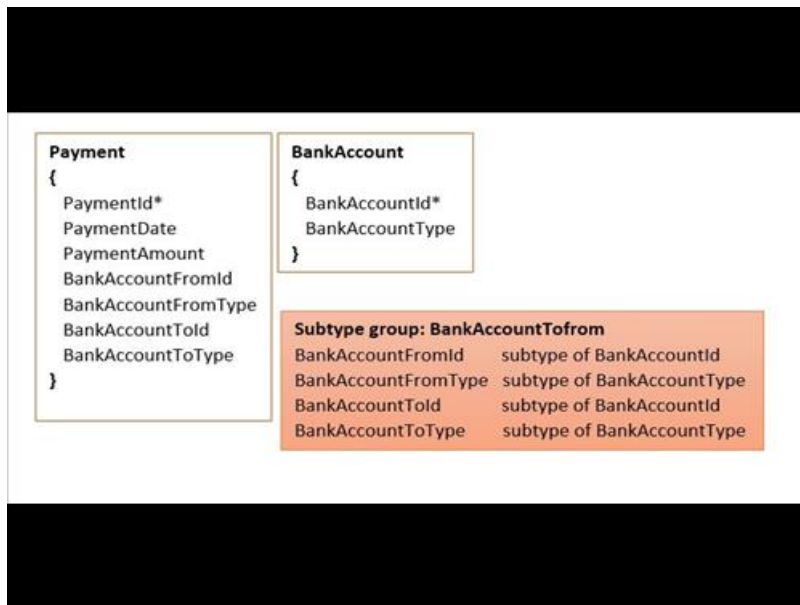 Payment
{
PaymentId*
PaymentDate
PaymentAmount
BankAccountFromId
BankAccountFromType
BankAccountToId
BankAccountToType
}
BankAccount
{
BankAccountId*
BankAccountType
}
Subtype group: BankAccountTofrom
BankAccountFromId subtype of BankAccountId
BankAccountFromType subtype of BankAccountType
BankAccountToId subtype of BankAccountId
BankAccountToType subtype of BankAccountType